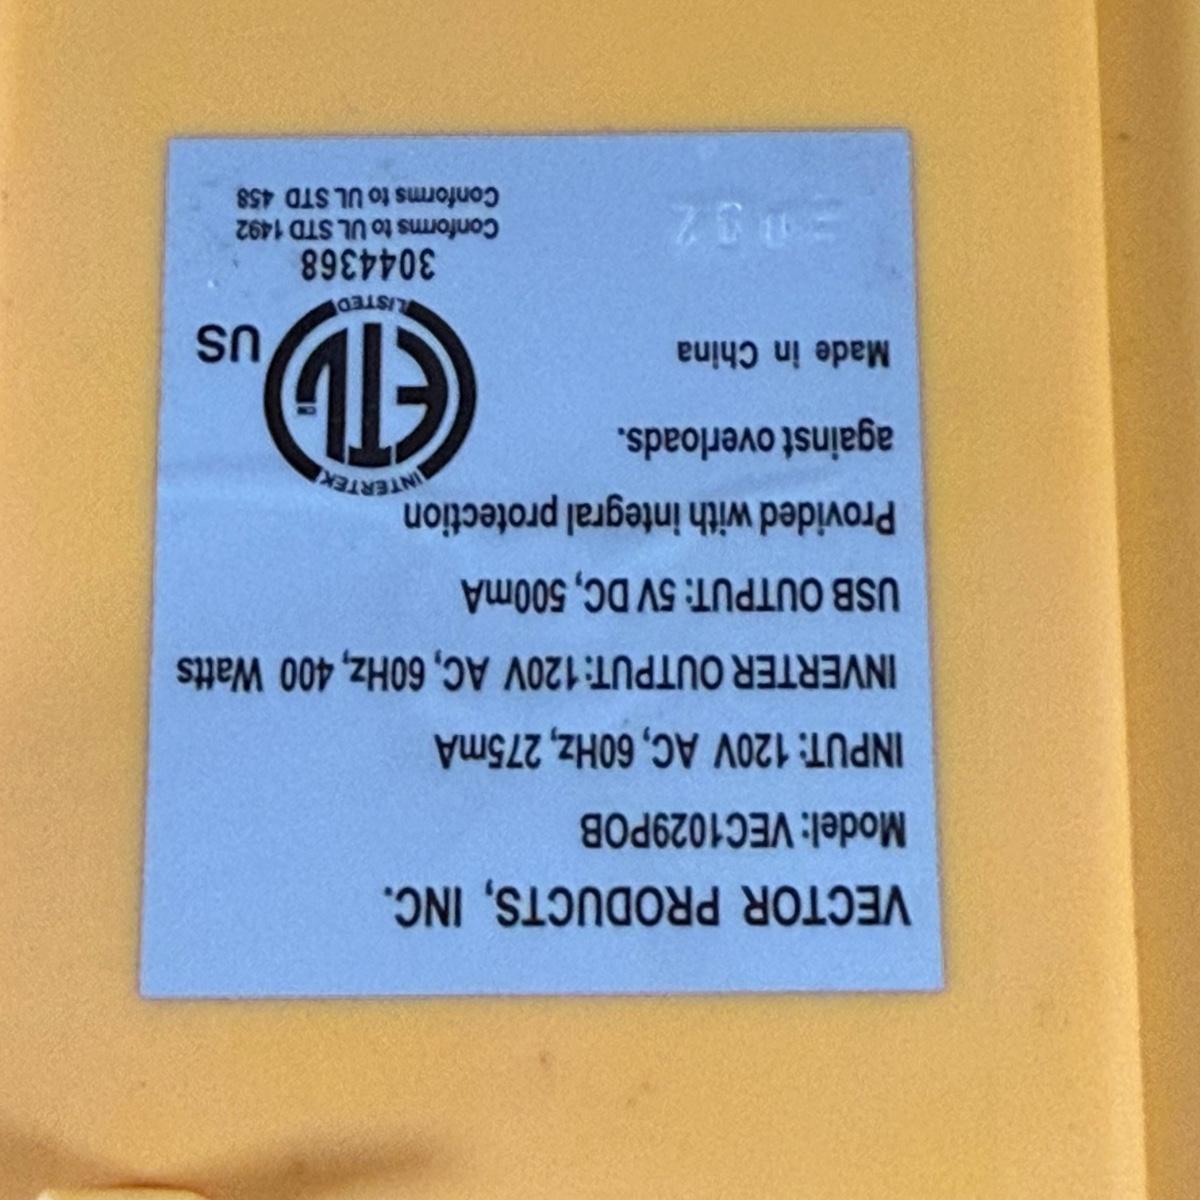 VECTOR PRODUCTS, INC.
Model: VEC1029POB
INPUT: 120V AC, 60Hz, 275mA
INVERTER OUTPUT: 120V AC, 60Hz, 400 Watts
USB OUTPUT: 5V DC, 500mA
Provided with integral protection
against overloads.
Made in China
INTERTEK
ETL
CM
LISTED
US
3044368
Conforms to UL STD 1492
Conforms to UL STD 458